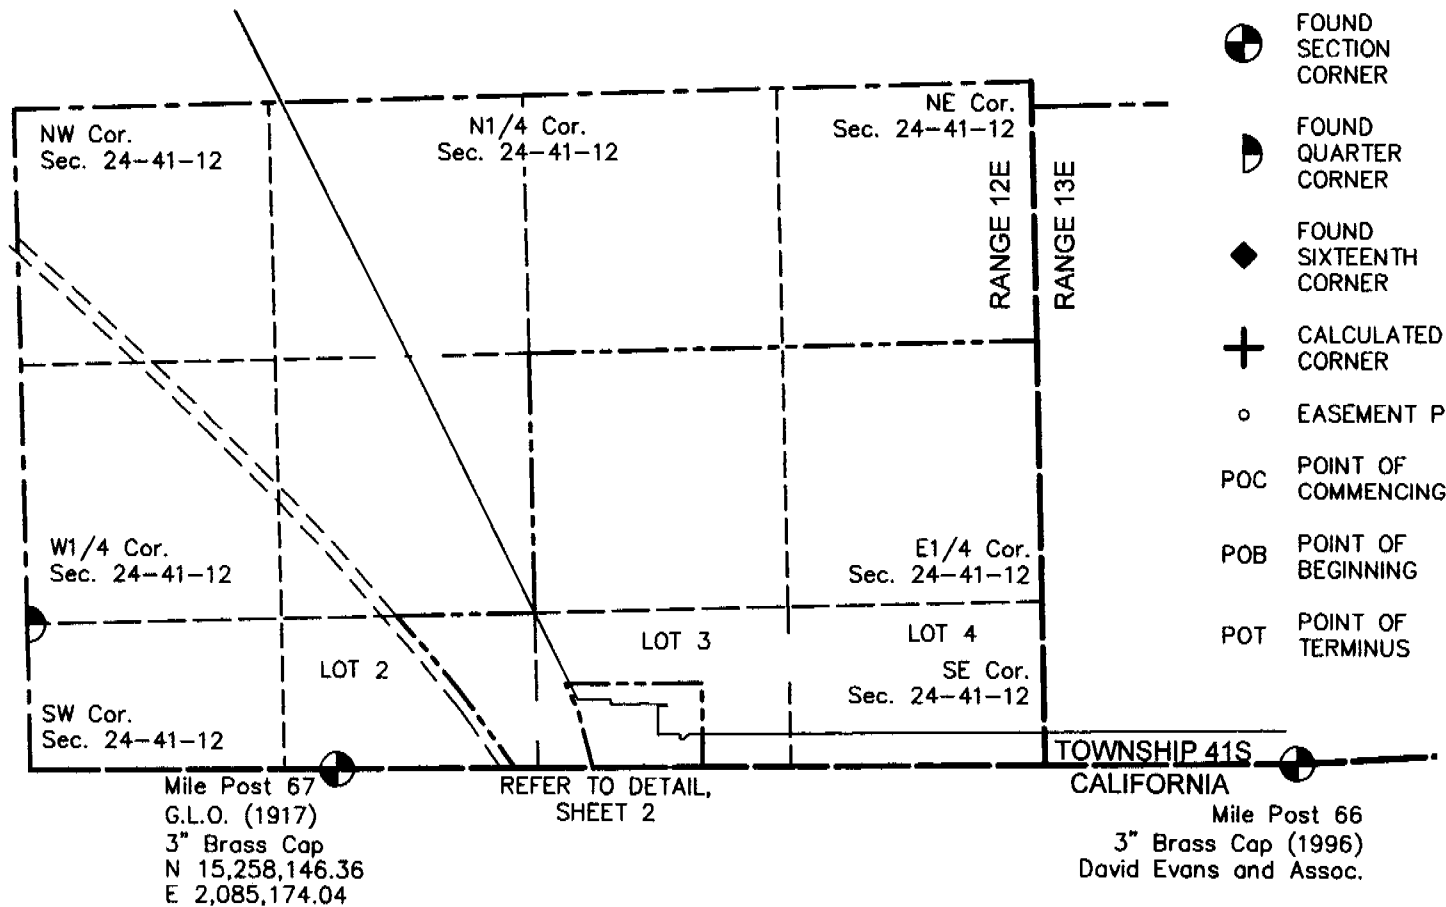 NW Cor.
Sec. 24-41-12
N1/4 Cor.
Sec. 24-41-12
NE Cor.
Sec. 24-41-12
RANGE 12E
RANGE 13E
W1/4 Cor.
Sec. 24-41-12
E1/4 Cor.
Sec. 24-41-12
LOT 2
LOT 3
LOT 4
SW Cor.
Sec. 24-41-12
SE Cor.
Sec. 24-41-12
TOWNSHIP 41S
CALIFORNIA
Mile Post 67
G.L.O. (1917)
3" Brass Cap
N 15,258,146.36
E 2,085,174.04
REFER TO DETAIL,
SHEET 2
Mile Post 66
3" Brass Cap (1996)
David Evans and Assoc.
FOUND
SECTION
CORNER
FOUND
QUARTER
CORNER
FOUND
SIXTEENTH
CORNER
CALCULATED
CORNER
EASEMENT P
POC POINT OF
COMMENCING
POB POINT OF
BEGINNING
POT POINT OF
TERMINUS